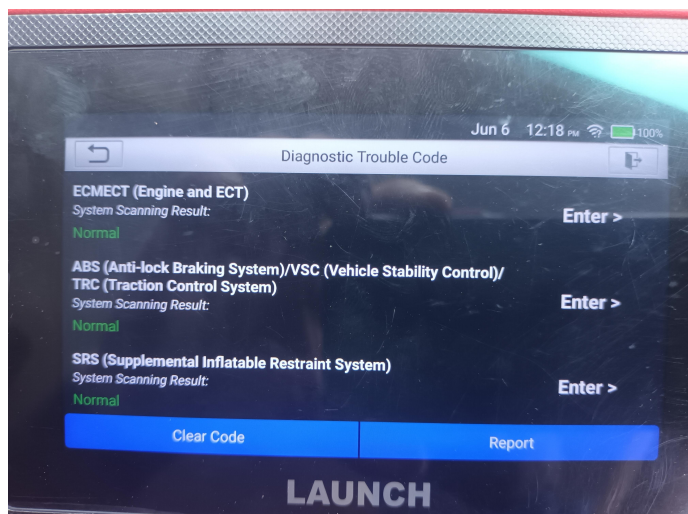 Jun 6 12:18 PM 100%
Diagnostic Trouble Code
ECMECT (Engine and ECT)
System Scanning Result:
Enter >
Normal
ABS (Anti-lock Braking System)/VSC (Vehicle Stability Control)/
TRC (Traction Control System)
System Scanning Result:
Enter >
Normal
SRS (Supplemental Inflatable Restraint System)
System Scanning Result:
Enter >
Normal
Clear Code
Report
LAUNCH